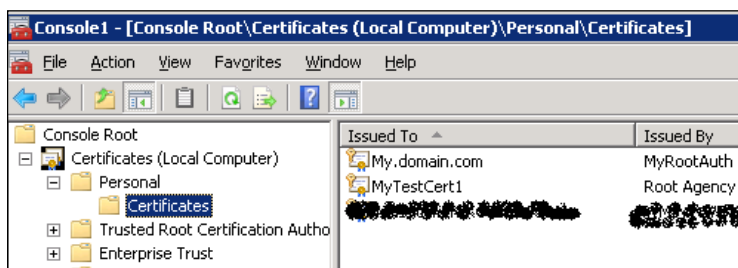 Console1 - [Console Root\Certificates (Local Computer)\Personal\Certificates]
File Action View Favorites Window Help
Console Root
Certificates (Local Computer)
Personal
Certificates
Trusted Root Certification Autho
Enterprise Trust
Issued To Issued By
My.domain.com MyRootAuth
MyTestCert1 Root Agency